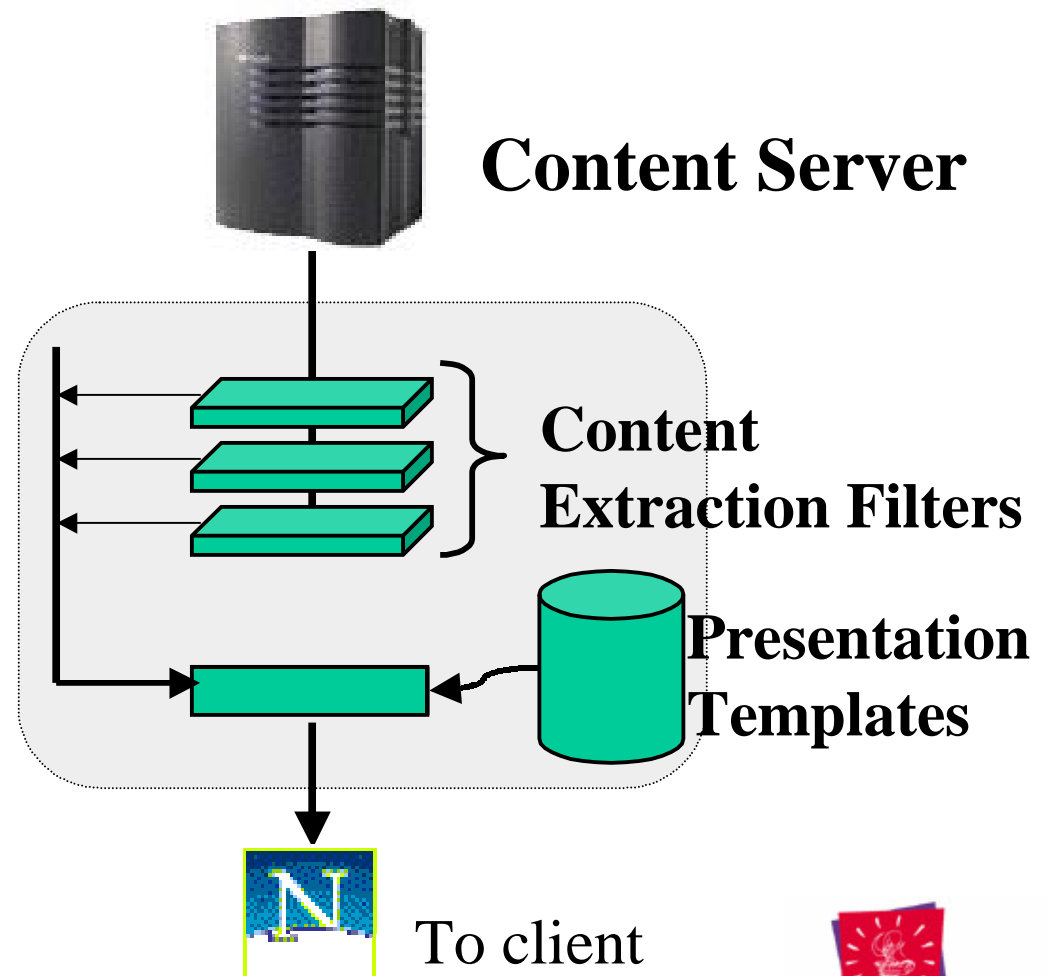 Content Server
Content
Extraction Filters
Presentation
Templates
N
To client